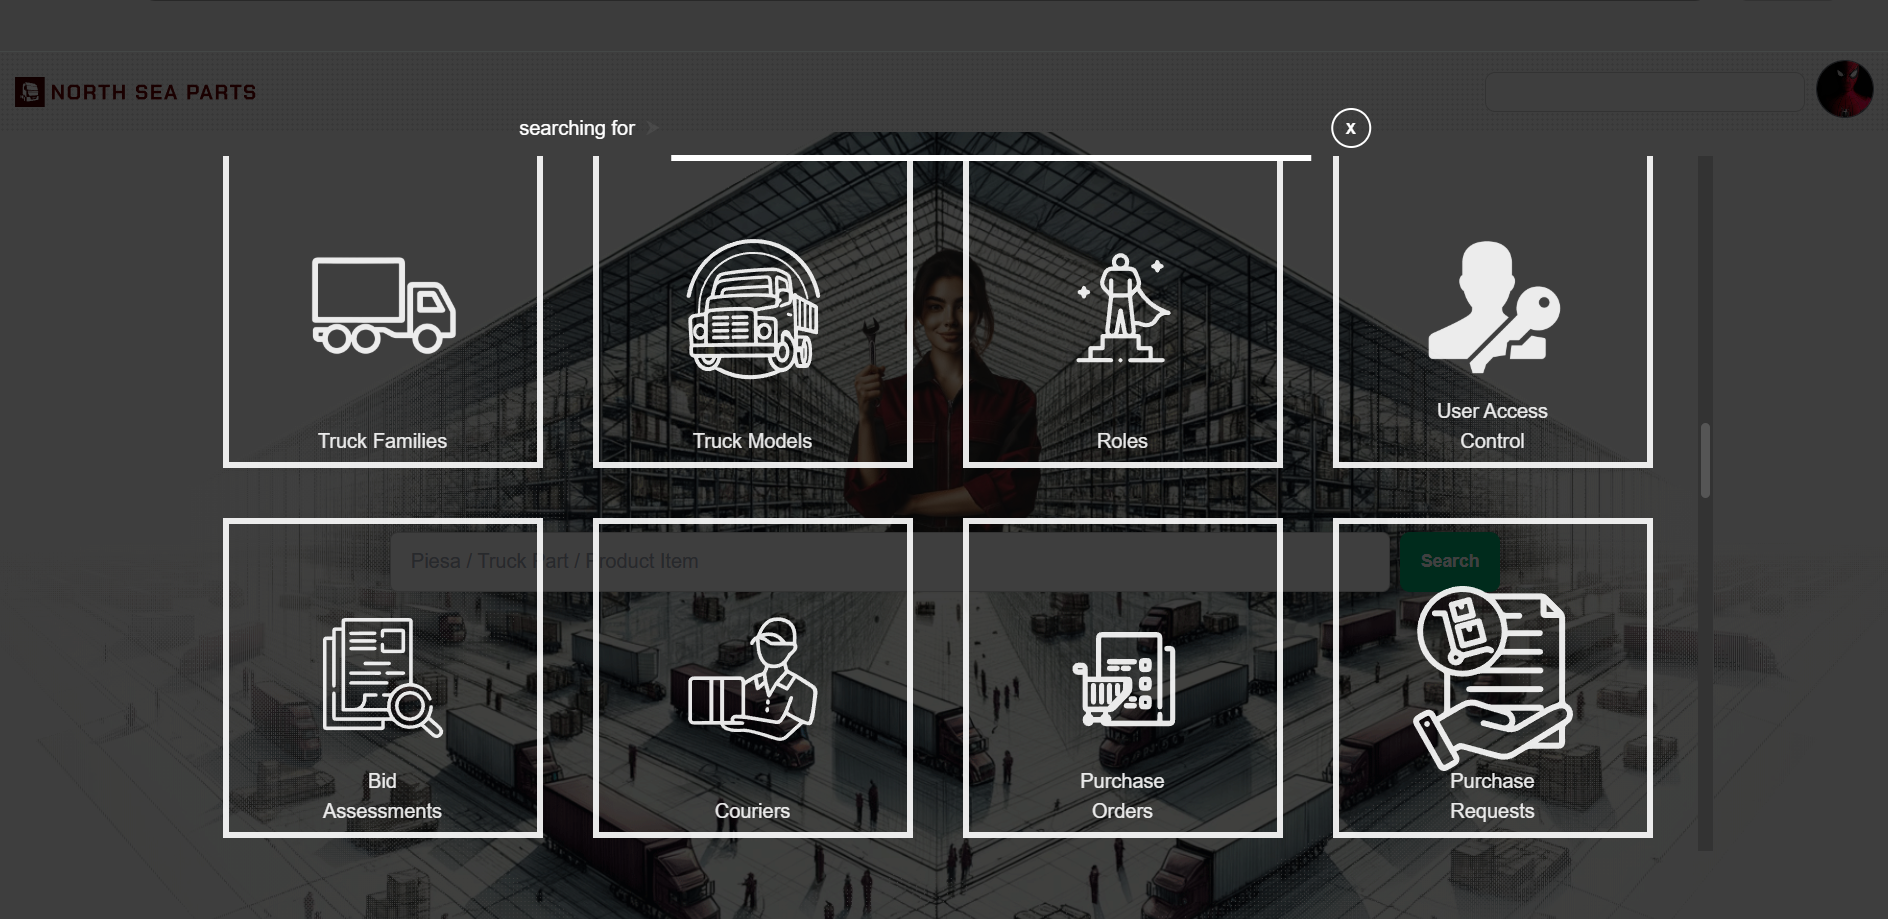 NORTH SEA PARTS
searching for
x
Truck Families
Truck Models
Roles
User Access
Control
Piesa / Truck Part / Product Item
Search
Bid
Assessments
Couriers
Purchase
Orders
Purchase
Requests